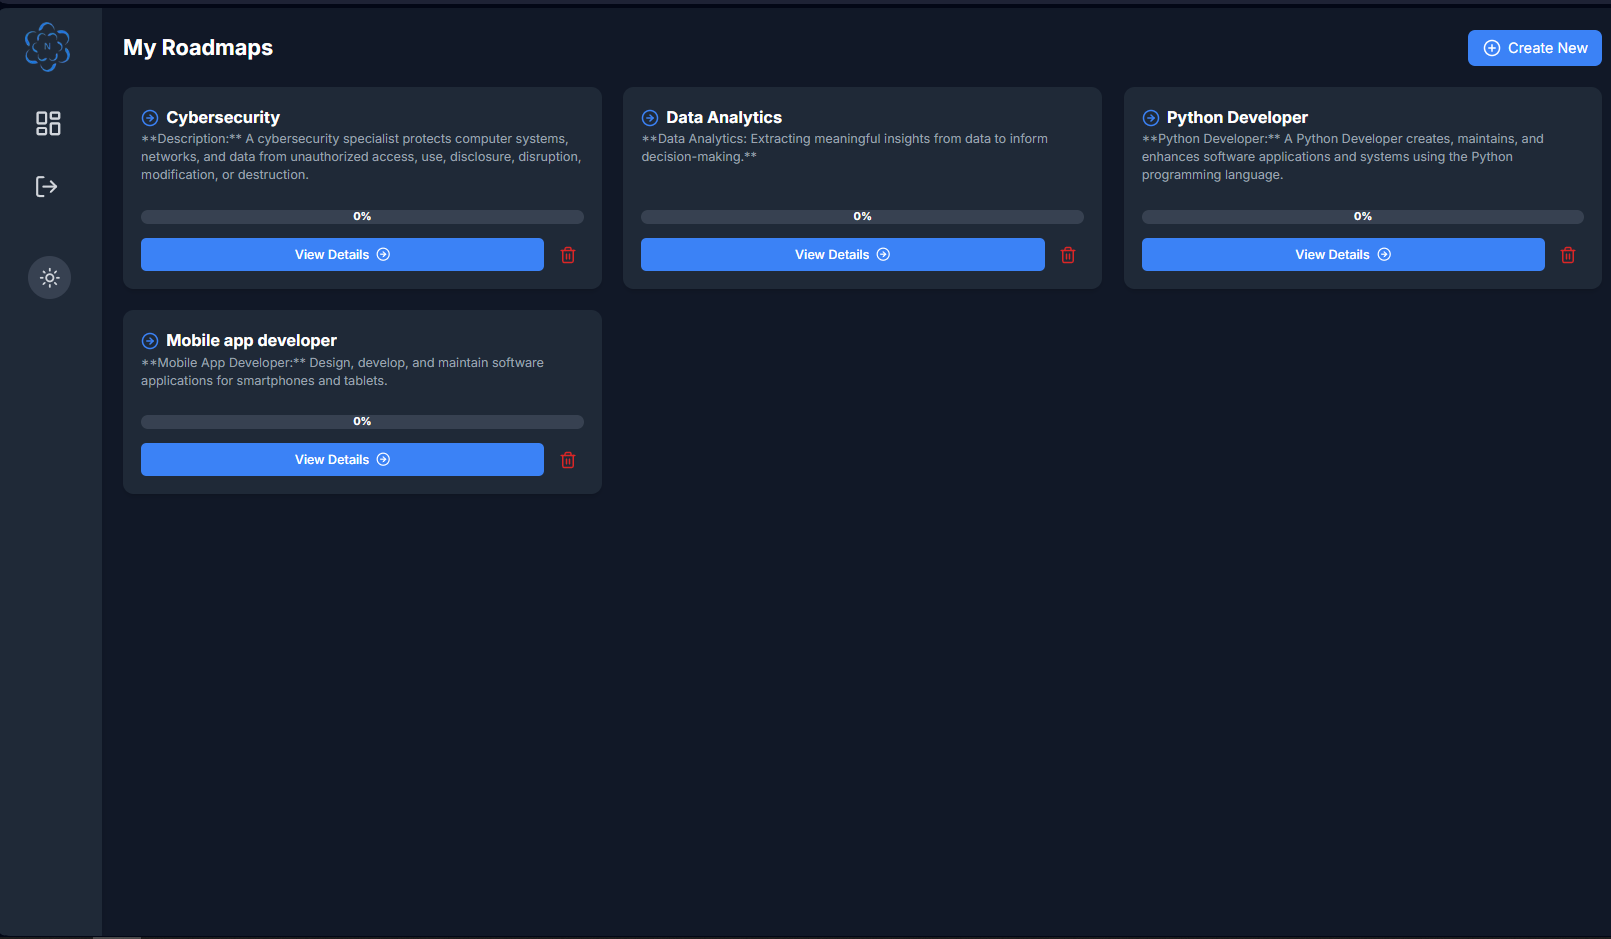 N
My Roadmaps
Create New
Cybersecurity
**Description:** A cybersecurity specialist protects computer systems,
networks, and data from unauthorized access, use, disclosure, disruption,
modification, or destruction.
0%
View Details
Data Analytics
**Data Analytics: Extracting meaningful insights from data to inform
decision-making.**
0%
View Details
Python Developer
**Python Developer:** A Python Developer creates, maintains, and
enhances software applications and systems using the Python
programming language.
0%
View Details
Mobile app developer
**Mobile App Developer:** Design, develop, and maintain software
applications for smartphones and tablets.
0%
View Details